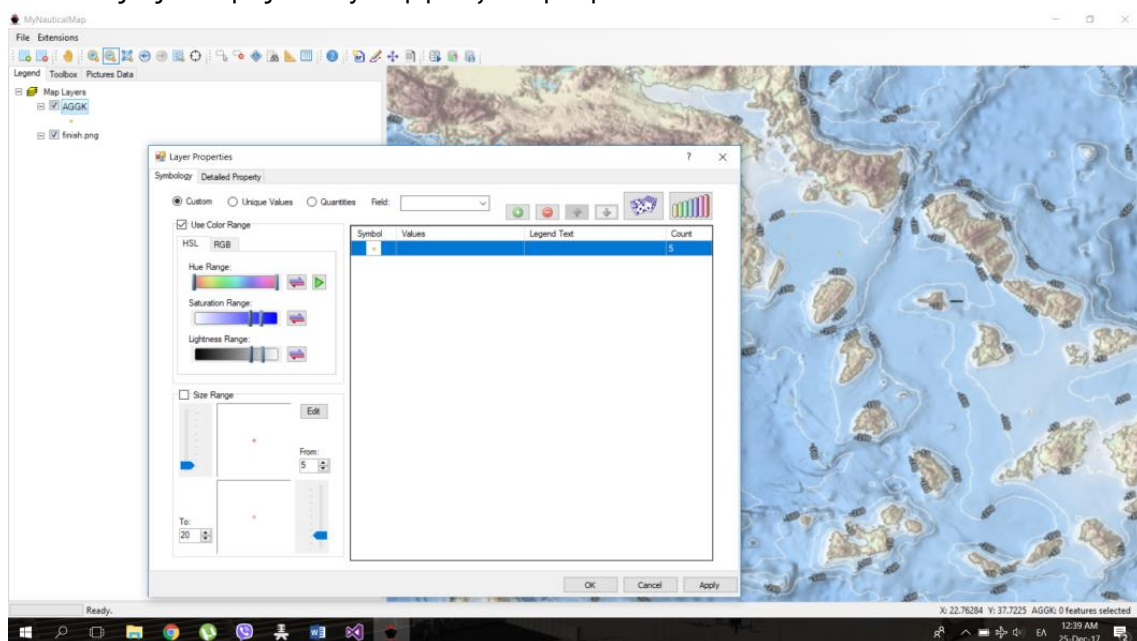 MyNauticalMap
File Extensions
Legend Toolbox Pictures Data
Map Layers
AGGK
finish.png
Layer Properties
Symbology Detailed Property
Custom Unique Values Quantities Field:
Use Color Range
HSL RGB
Hue Range:
Saturation Range:
Lightness Range:
Symbol Values Legend Text Count
5
Size Range
Edit
From:
5
To:
20
OK Cancel Apply
Ready.
X: 22.76284 Y: 37.7225 AGGK: 0 features selected
ΕΛ
12:39 AM
25-Dec-17